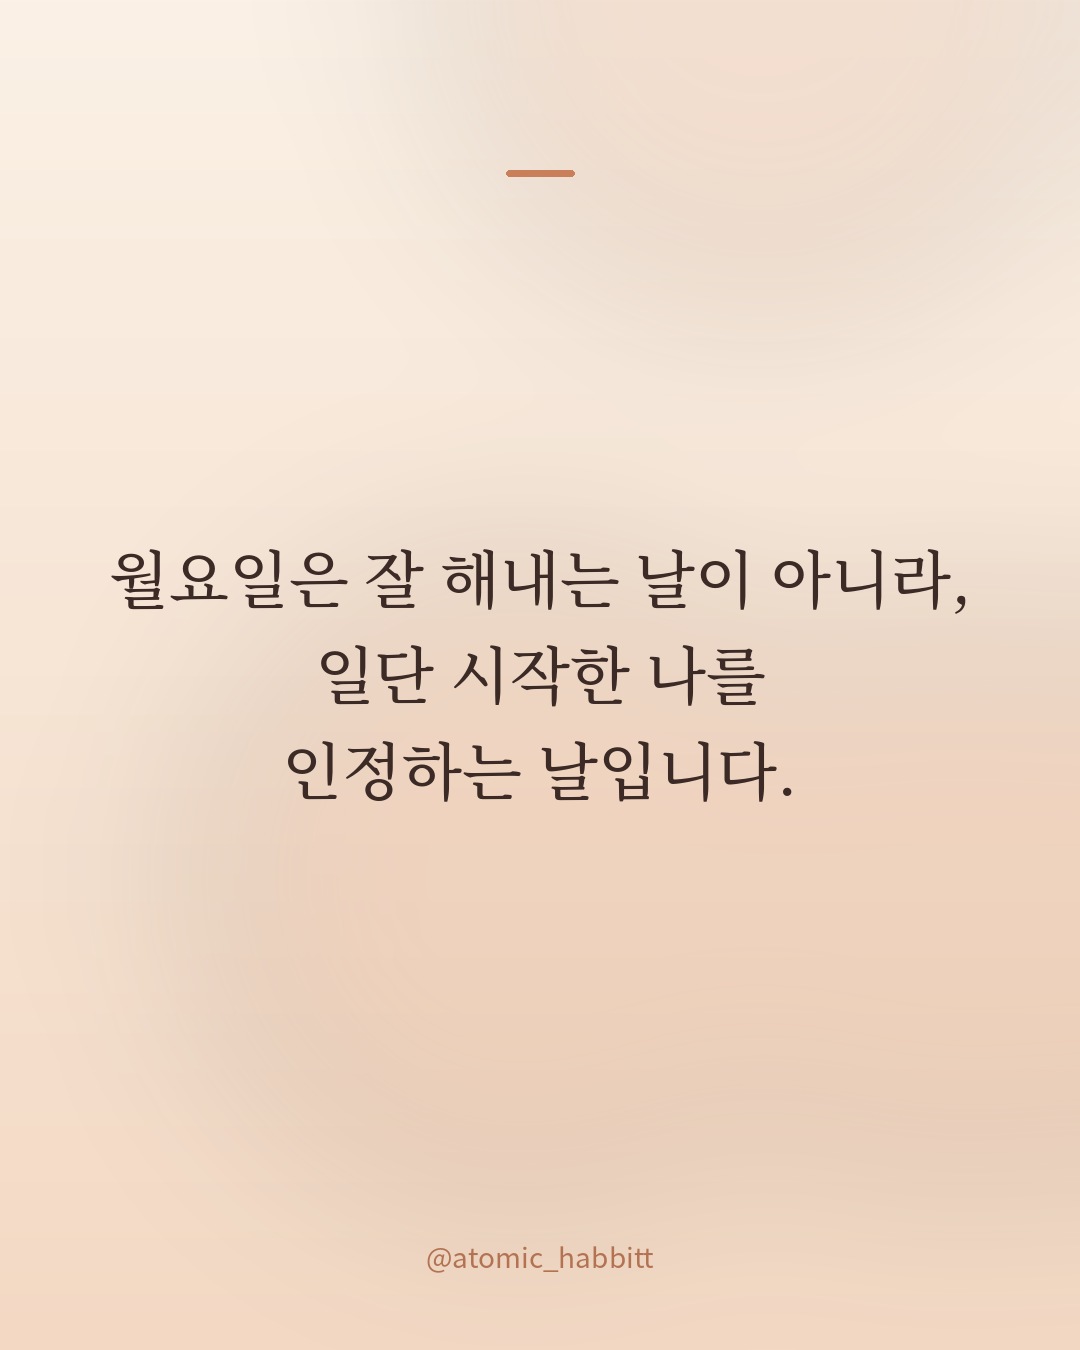 월요일은 잘 해내는 날이 아니라,
일단 시작한 나를
인정하는 날입니다.
@atomic_habbitt